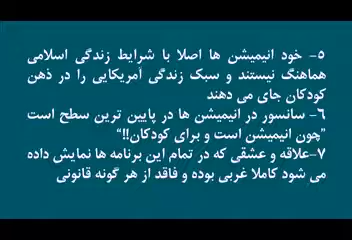 ۵- خود انیمیشن ها اصلا با شرایط زندگی اسلامی
هماهنگ نیستند و سبک زندگی آمریکایی را در ذهن
کودکان جای می دهند
۶- سانسور در انیمیشن ها در پایین ترین سطح است
"چون انیمیشن است و برای کودکان!!"
۷-علاقه و عشقی که در تمام این برنامه ها نمایش داده
می شود کاملا غربی بوده و فاقد از هر گونه قانونی